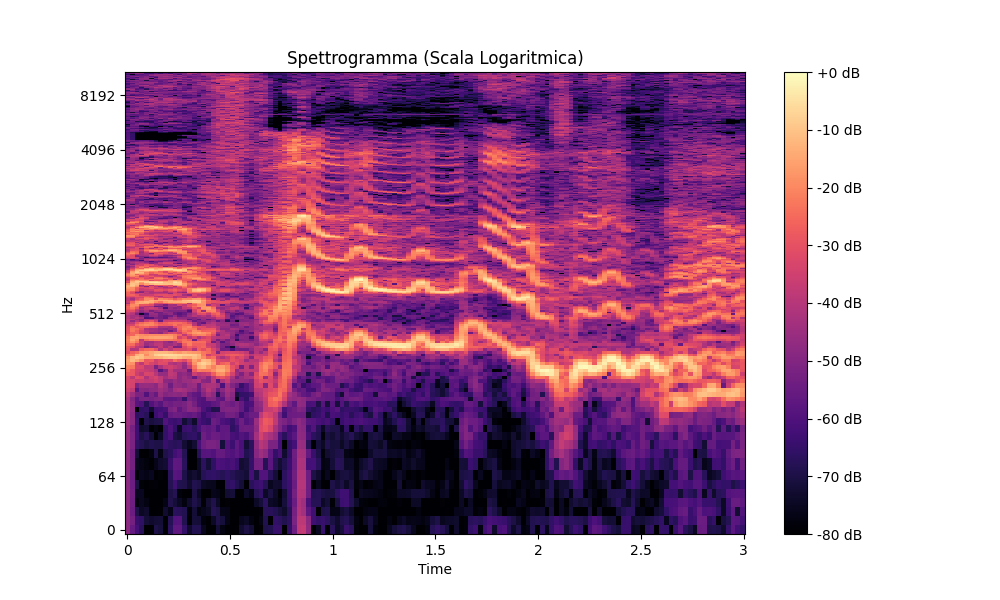 Spettrogramma (Scala Logaritmica)
8192
4096
2048
1024
512
256
128
64
0
Hz
0
0.5
1
1.5
2
2.5
3
Time
+0 dB
-10 dB
-20 dB
-30 dB
-40 dB
-50 dB
-60 dB
-70 dB
-80 dB